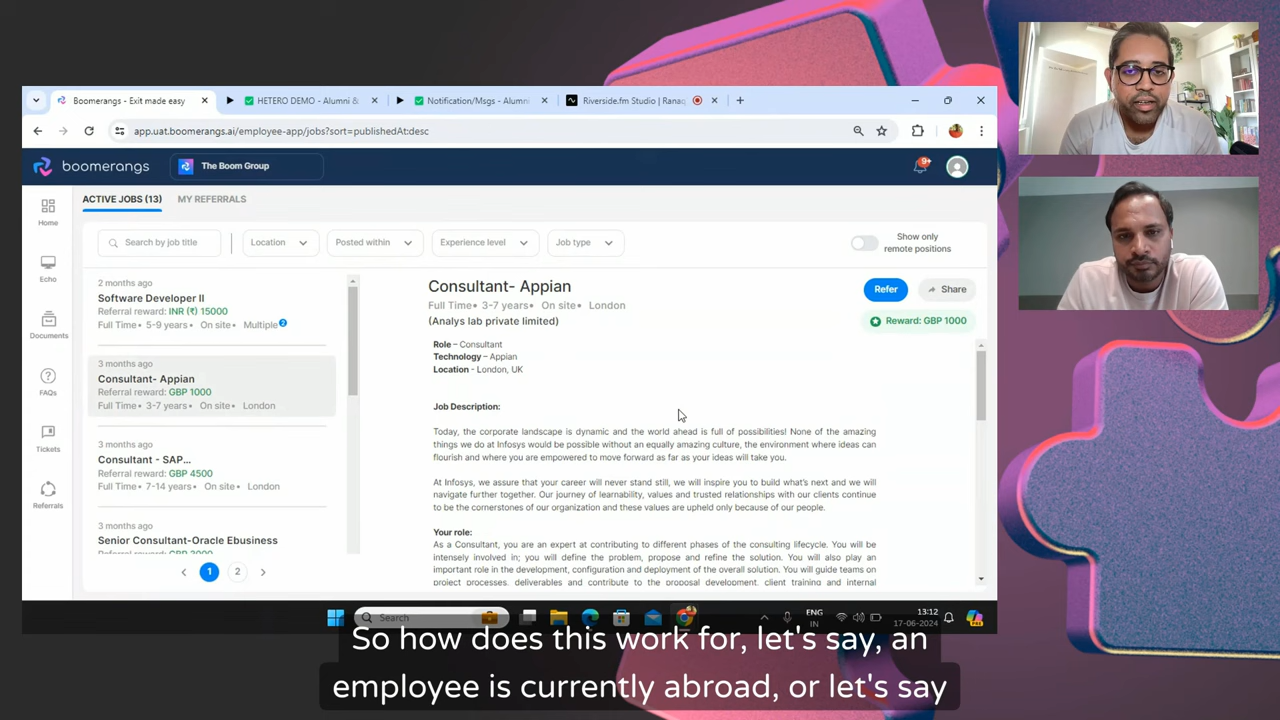 Boomerangs - Exit made easy
HETERO DEMO - Alumni &
Notification/Msgs - Alumni
Riverside.fm Studio | Rana
app.uat.boomerangs.ai/employee-app/jobs?sort=publishedAt:desc
boomerangs
The Boom Group
9+
Home
Echo
Documents
FAQs
Tickets
Referrals
ACTIVE JOBS (13)
MY REFERRALS
Search by job title
Location
Posted within
Experience level
Job type
Show only
remote positions
2 months ago
Software Developer II
Referral reward: INR (₹) 15000
Full Time• 5-9 years• On site• Multiple 2
3 months ago
Consultant- Appian
Referral reward: GBP 1000
Full Time• 3-7 years• On site• London
3 months ago
Consultant - SAP...
Referral reward: GBP 4500
Full Time• 7-14 years• On site• London
3 months ago
Senior Consultant-Oracle Ebusiness
1
2
Consultant- Appian
Full Time• 3-7 years• On site• London
(Analys lab private limited)
Refer
Share
Reward: GBP 1000
Role – Consultant
Technology – Appian
Location - London, UK
Job Description:
Today, the corporate landscape is dynamic and the world ahead is full of possibilities! None of the amazing
things we do at Infosys would be possible without an equally amazing culture, the environment where ideas can
flourish and where you are empowered to move forward as far as your ideas will take you.
At Infosys, we assure that your career will never stand still, we will inspire you to build what's next and we will
navigate further together. Our journey of learnability, values and trusted relationships with our clients continue
to be the cornerstones of our organization and these values are upheld only because of our people.
Your role:
As a Consultant, you are an expert at contributing to different phases of the consulting lifecycle. You will be
intensely involved in; you will define the problem, propose and refine the solution. You will also play an
important role in the development, configuration and deployment of the overall solution. You will guide teams on
project processes, deliverables and contribute to the proposal development, client training and internal
Search
ENG
IN
13:12
17-06-2024
So how does this work for, let's say, an
employee is currently abroad, or let's say